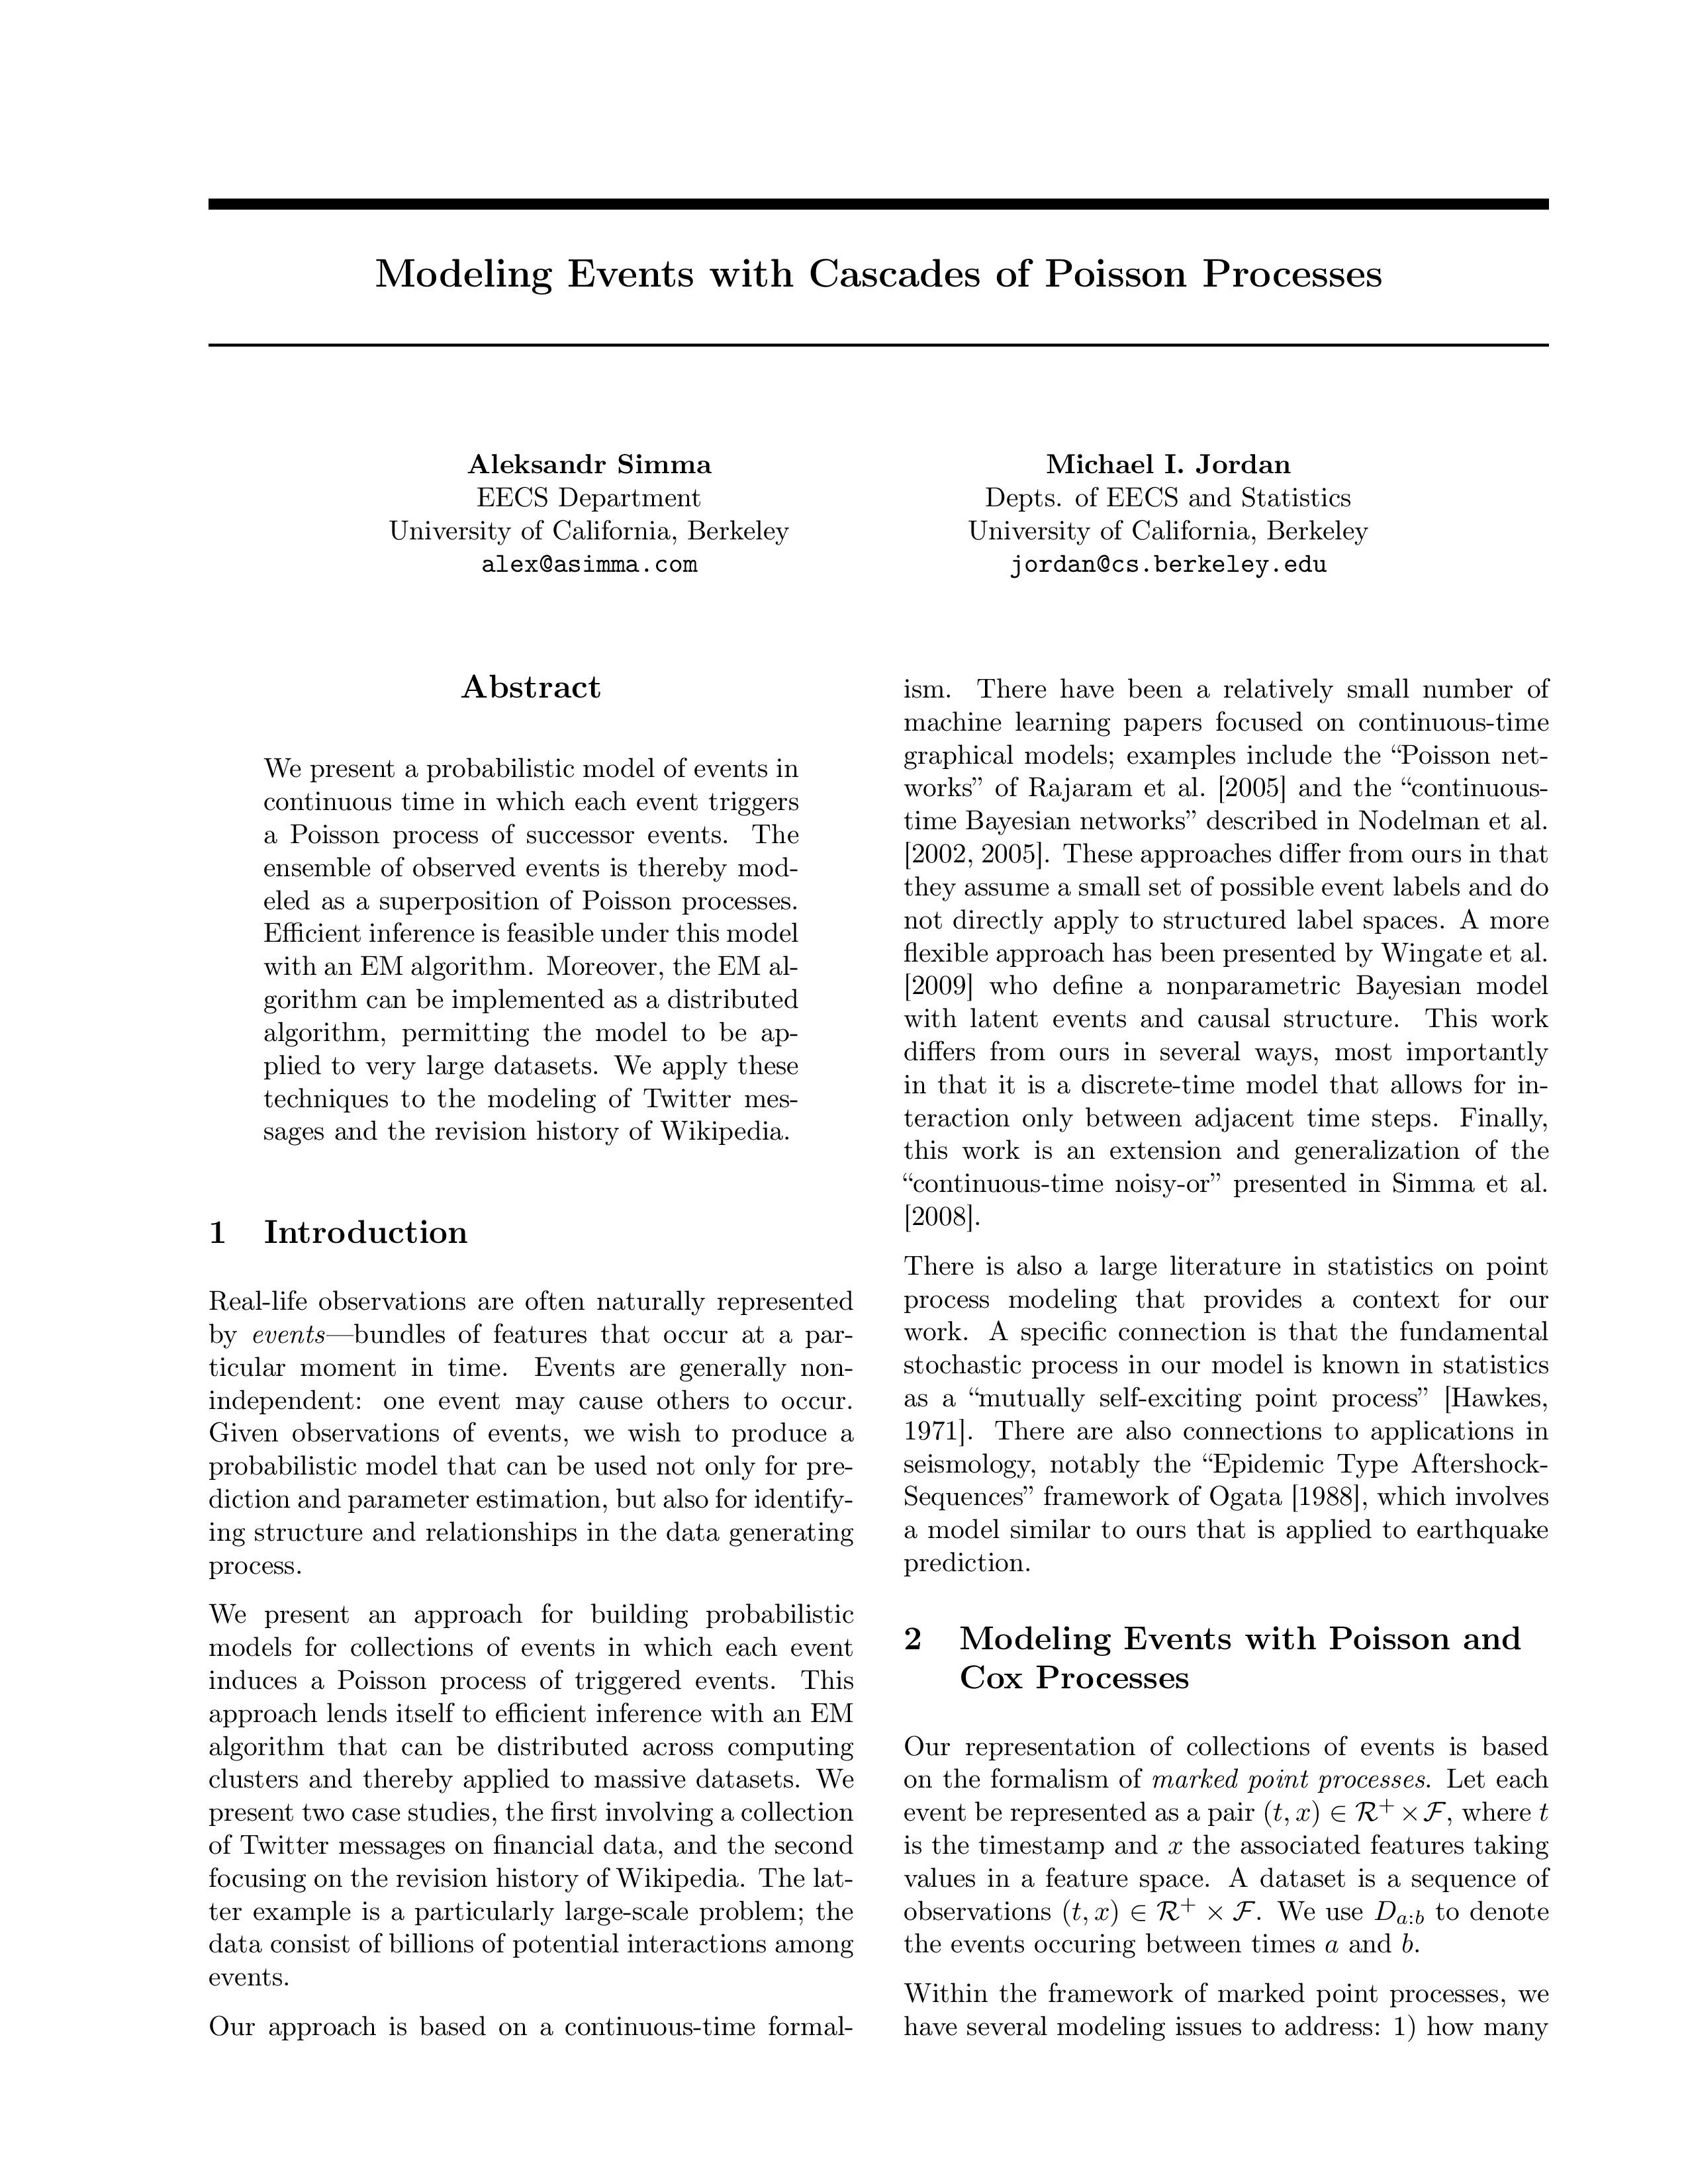 Modeling Events with Cascades of Poisson Processes
Aleksandr Simma
EECS Department
University of California, Berkeley
alex@asimma.com
Michael I. Jordan
Depts. of EECS and Statistics
University of California, Berkeley
jordan@cs.berkeley.edu
Abstract
We present a probabilistic model of events in
continuous time in which each event triggers
a Poisson process of successor events. The
ensemble of observed events is thereby mod-
eled as a superposition of Poisson processes.
Efficient inference is feasible under this model
with an EM algorithm. Moreover, the EM al-
gorithm can be implemented as a distributed
algorithm, permitting the model to be ap-
plied to very large datasets. We apply these
techniques to the modeling of Twitter mes-
sages and the revision history of Wikipedia.
1 Introduction
Real-life observations are often naturally represented
by events—bundles of features that occur at a par-
ticular moment in time. Events are generally non-
independent: one event may cause others to occur.
Given observations of events, we wish to produce a
probabilistic model that can be used not only for pre-
diction and parameter estimation, but also for identify-
ing structure and relationships in the data generating
process.
We present an approach for building probabilistic
models for collections of events in which each event
induces a Poisson process of triggered events. This
approach lends itself to efficient inference with an EM
algorithm that can be distributed across computing
clusters and thereby applied to massive datasets. We
present two case studies, the first involving a collection
of Twitter messages on financial data, and the second
focusing on the revision history of Wikipedia. The lat-
ter example is a particularly large-scale problem; the
data consist of billions of potential interactions among
events.
Our approach is based on a continuous-time formal-
ism. There have been a relatively small number of
machine learning papers focused on continuous-time
graphical models; examples include the “Poisson net-
works” of Rajaram et al. [2005] and the “continuous-
time Bayesian networks” described in Nodelman et al.
[2002, 2005]. These approaches differ from ours in that
they assume a small set of possible event labels and do
not directly apply to structured label spaces. A more
flexible approach has been presented by Wingate et al.
[2009] who define a nonparametric Bayesian model
with latent events and causal structure. This work
differs from ours in several ways, most importantly
in that it is a discrete-time model that allows for in-
teraction only between adjacent time steps. Finally,
this work is an extension and generalization of the
“continuous-time noisy-or” presented in Simma et al.
[2008].
There is also a large literature in statistics on point
process modeling that provides a context for our
work. A specific connection is that the fundamental
stochastic process in our model is known in statistics
as a “mutually self-exciting point process” [Hawkes,
1971]. There are also connections to applications in
seismology, notably the “Epidemic Type Aftershock-
Sequences” framework of Ogata [1988], which involves
a model similar to ours that is applied to earthquake
prediction.
2 Modeling Events with Poisson and
Cox Processes
Our representation of collections of events is based
on the formalism of marked point processes. Let each
event be represented as a pair (t, x) ∈ R⁺ × F, where t
is the timestamp and x the associated features taking
values in a feature space. A dataset is a sequence of
observations (t, x) ∈ R⁺ × F. We use D_{a:b} to denote
the events occuring between times a and b.
Within the framework of marked point processes, we
have several modeling issues to address: 1) how many